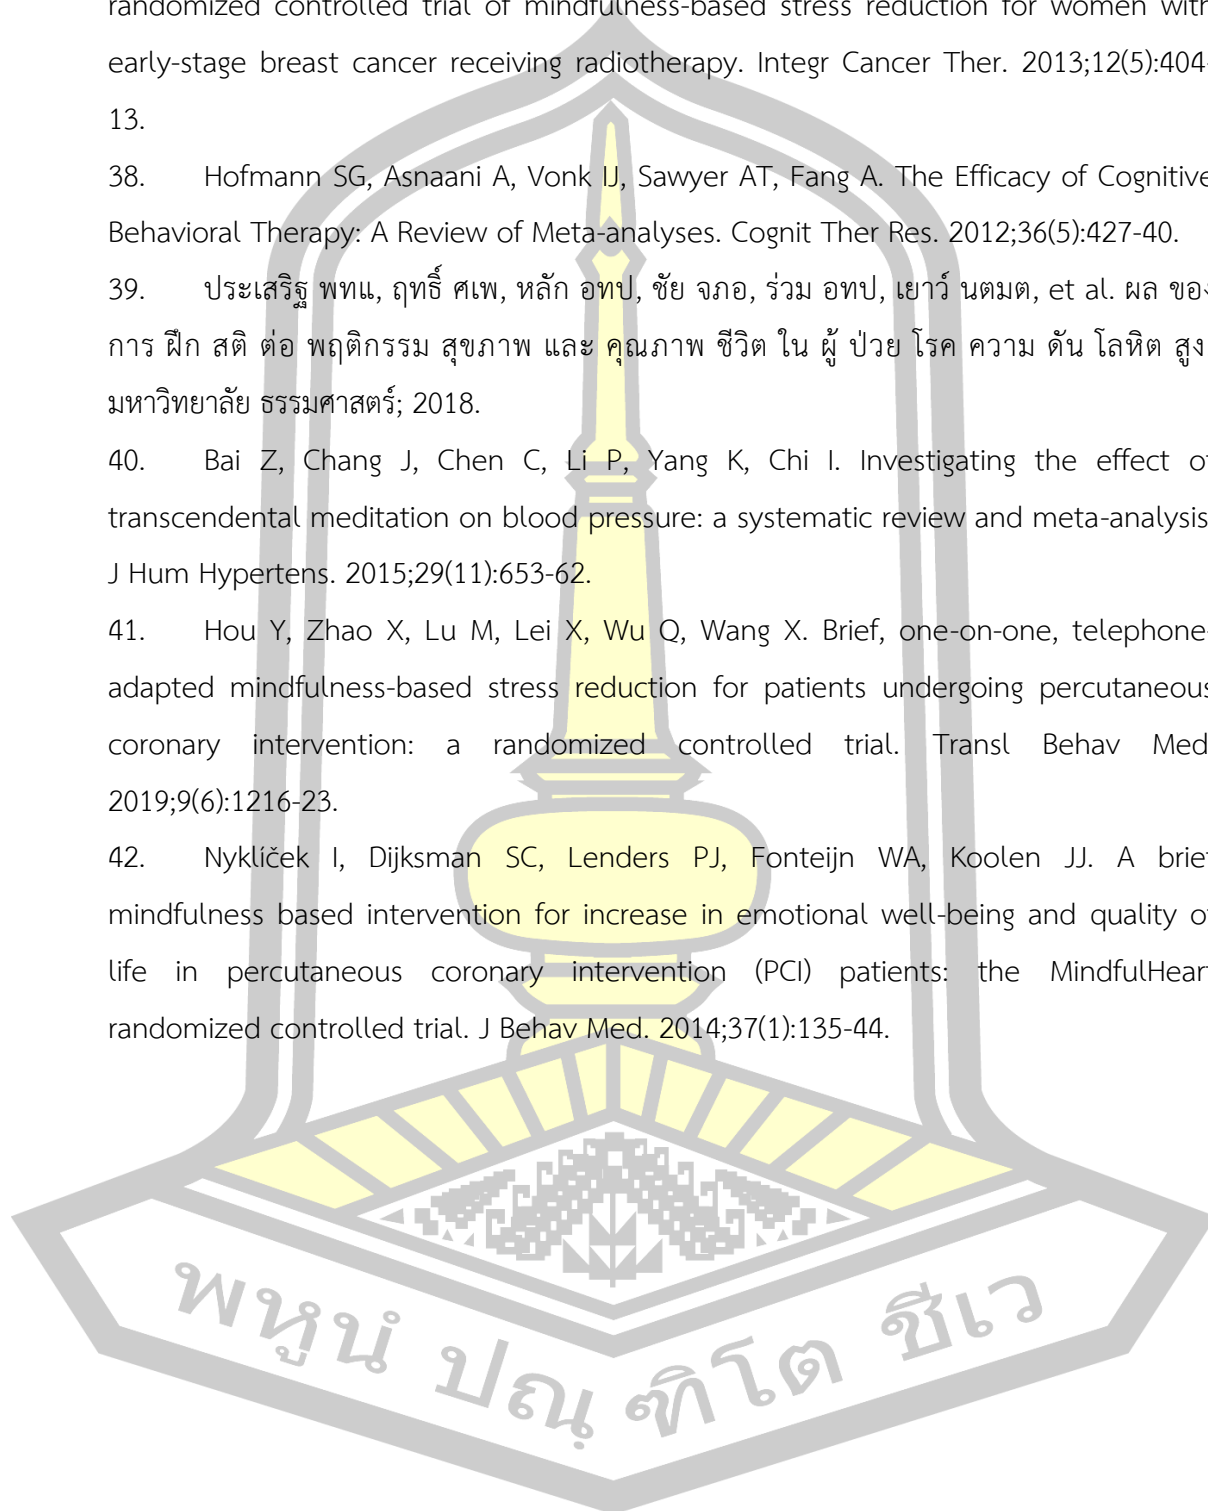 randomized controlled trial of mindfulness-based stress reduction for women with
early-stage breast cancer receiving radiotherapy. Integr Cancer Ther. 2013;12(5):404-
13.
38. Hofmann SG, Asnaani A, Vonk IJ, Sawyer AT, Fang A. The Efficacy of Cognitive
Behavioral Therapy: A Review of Meta-analyses. Cognit Ther Res. 2012;36(5):427-40.
39. ประเสริฐ พทแ, ฤทธิ์ ศเพ, หลัก อทป, ชัย จภอ, ร่วม อทป, เยาว์ นตมต, et al. ผล ของ
การ ฝึก สติ ต่อ พฤติกรรม สุขภาพ และ คุณภาพ ชีวิต ใน ผู้ ป่วย โรค ความ ดัน โลหิต สูง
มหาวิทยาลัย ธรรมศาสตร์; 2018.
40. Bai Z, Chang J, Chen C, Li P, Yang K, Chi I. Investigating the effect of
transcendental meditation on blood pressure: a systematic review and meta-analysis
J Hum Hypertens. 2015;29(11):653-62.
41. Hou Y, Zhao X, Lu M, Lei X, Wu Q, Wang X. Brief, one-on-one, telephone-
adapted mindfulness-based stress reduction for patients undergoing percutaneous
coronary intervention: a randomized controlled trial. Transl Behav Med
2019;9(6):1216-23.
42. Nyklíček I, Dijksman SC, Lenders PJ, Fonteijn WA, Koolen JJ. A brief
mindfulness based intervention for increase in emotional well-being and quality of
life in percutaneous coronary intervention (PCI) patients: the MindfulHeart
randomized controlled trial. J Behav Med. 2014;37(1):135-44.
พหูนํ ปณฺ ฑิโต ชีเว